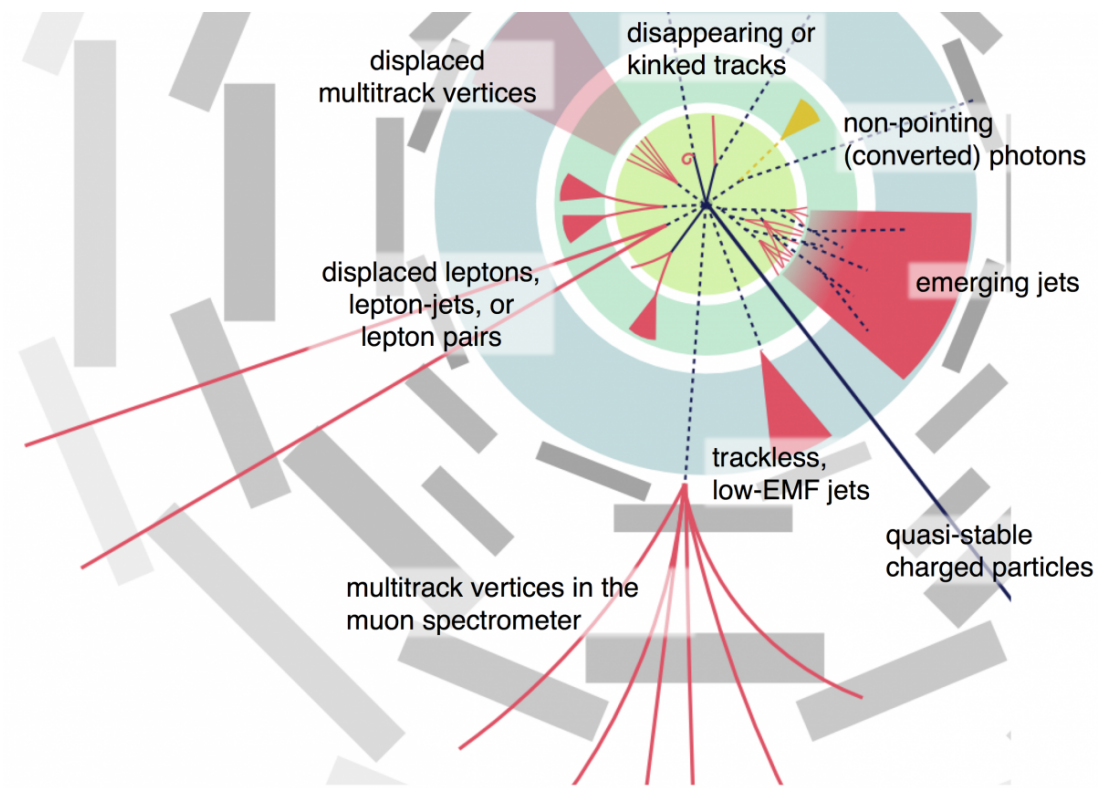 disappearing or
kinked tracks
displaced
multitrack vertices
non-pointing
(converted) photons
displaced leptons,
lepton-jets, or
lepton pairs
emerging jets
trackless,
low-EMF jets
quasi-stable
charged particles
multitrack vertices in the
muon spectrometer